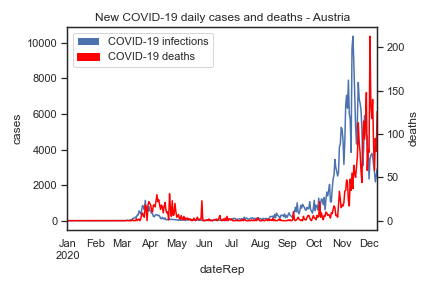 New COVID-19 daily cases and deaths - Austria
COVID-19 infections
COVID-19 deaths
10000
8000
6000
4000
2000
0
cases
200
150
100
50
0
deaths
Jan Feb Mar Apr May Jun Jul Aug Sep Oct Nov Dec
2020
dateRep